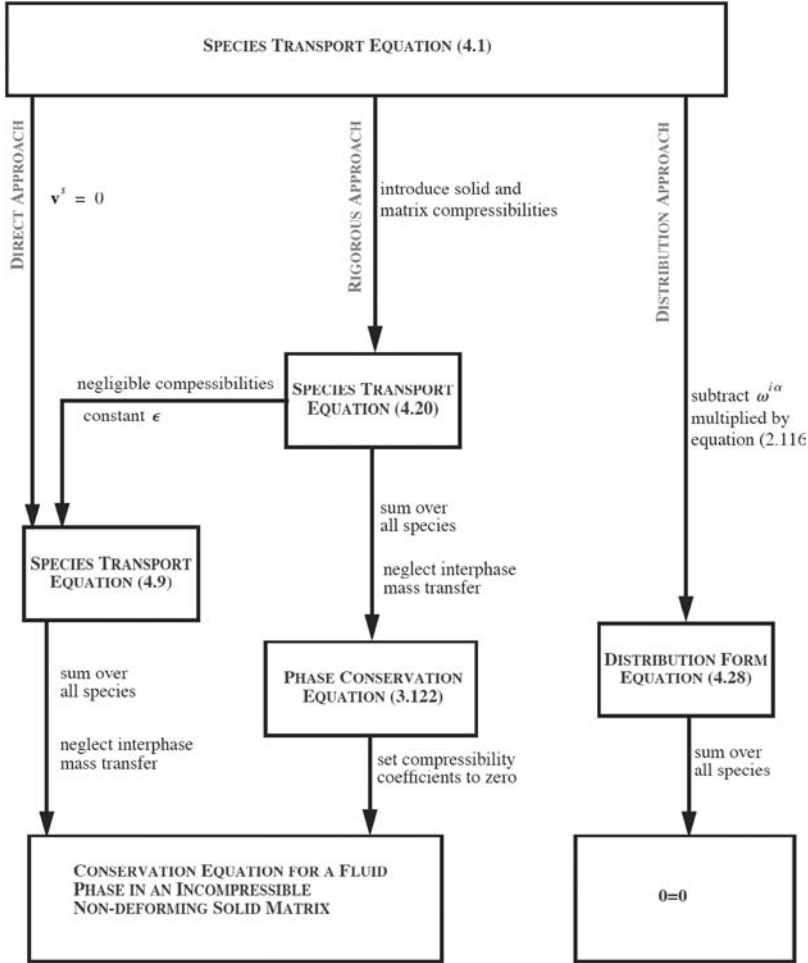 SPECIES TRANSPORT EQUATION (4.1)
DIRECT APPROACH
vˢ = 0
RIGOROUS APPROACH
introduce solid and
matrix compressibilities
DISTRIBUTION APPROACH
negligible compessibilities
constant ϵ
SPECIES TRANSPORT
EQUATION (4.20)
subtract ω^{iα}
multiplied by
equation (2.116
sum over
all species
neglect interphase
mass transfer
SPECIES TRANSPORT
EQUATION (4.9)
sum over
all species
neglect interphase
mass transfer
PHASE CONSERVATION
EQUATION (3.122)
set compressibility
coefficients to zero
DISTRIBUTION FORM
EQUATION (4.28)
sum over
all species
CONSERVATION EQUATION FOR A FLUID
PHASE IN AN INCOMPRESSIBLE
NON-DEFORMING SOLID MATRIX
0=0